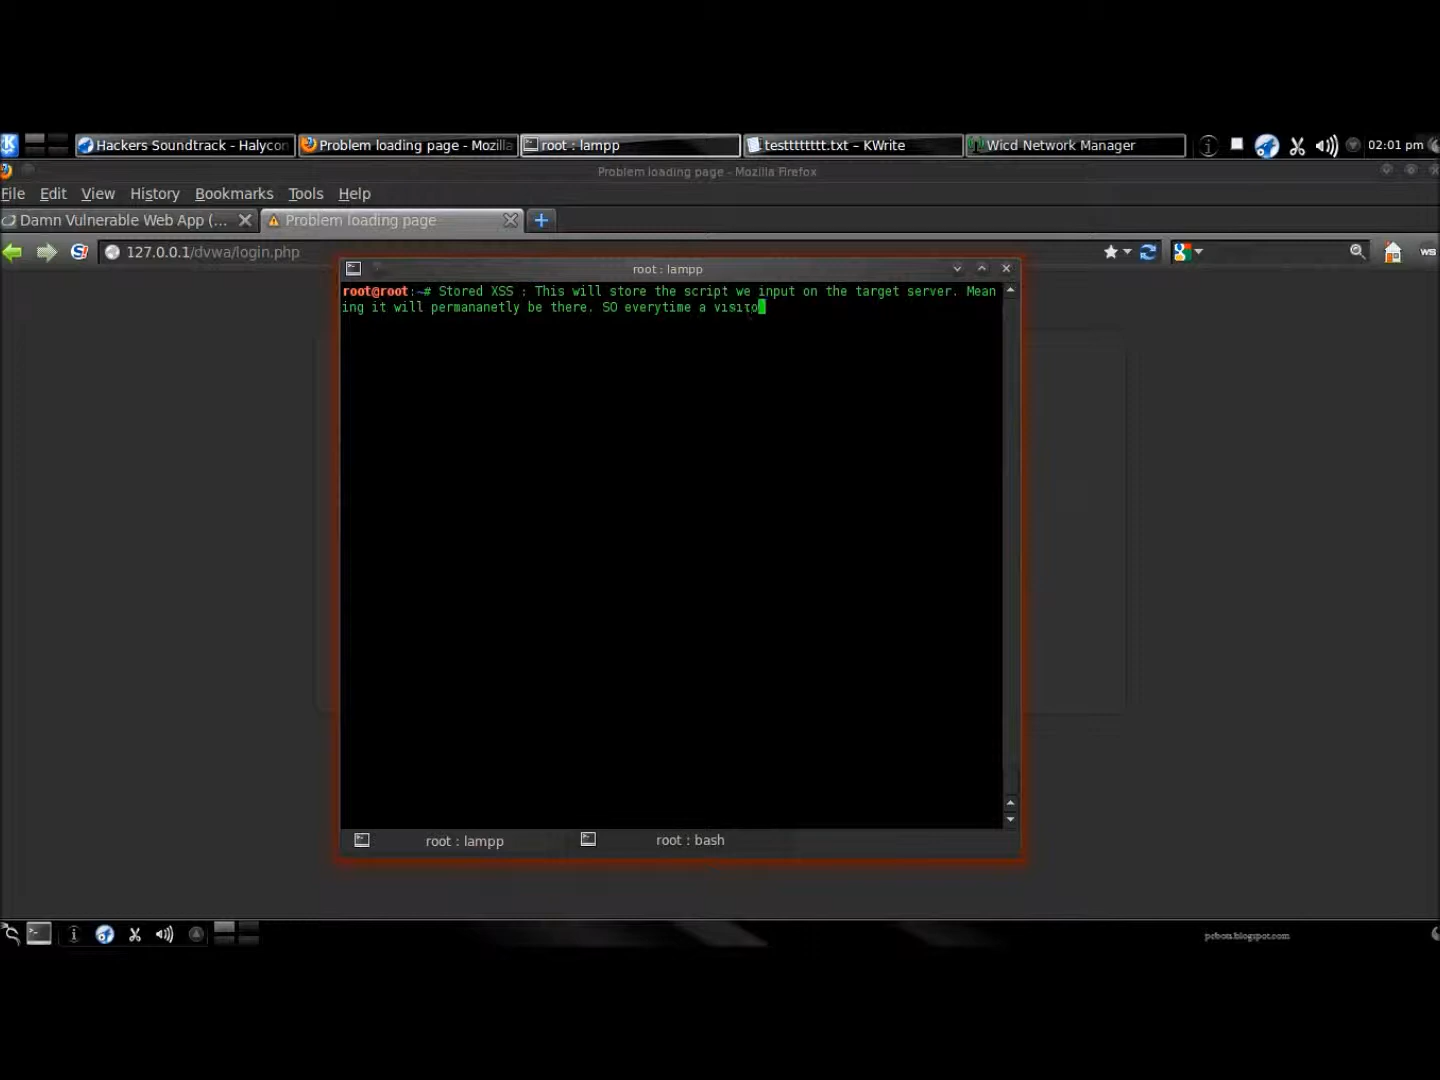 Hackers Soundtrack - Halycon
Problem loading page - Mozilla
root : lampp
testttttttt.txt – KWrite
Wicd Network Manager
02:01 pm
Problem loading page - Mozilla Firefox
File Edit View History Bookmarks Tools Help
Damn Vulnerable Web App (...
Problem loading page
127.0.0.1/dvwa/login.php
ws
root : lampp
root@root:~# Stored XSS : This will store the script we input on the target server. Mean
ing it will permananetly be there. SO everytime a visito
root : lampp
root : bash